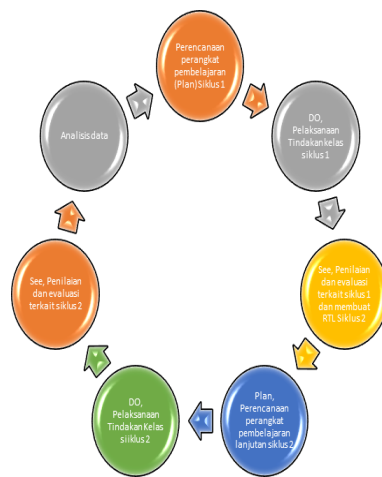 Perencanaan
perangkat
pembelajaran
(Plan) Siklus 1
DO,
Pelaksanaan
Tindakan kelas
siklus 1
See, Penilaian
dan evaluasi
terkait siklus 1
dan membuat
RTL Siklus 2
Plan,
Perencanaan
perangkat
pembelajaran
lanjutan siklus 2
DO,
Pelaksanaan
Tindakan Kelas
siiklus 2
See, Penilaian
dan evaluasi
terkait siklus 2
Analisis data